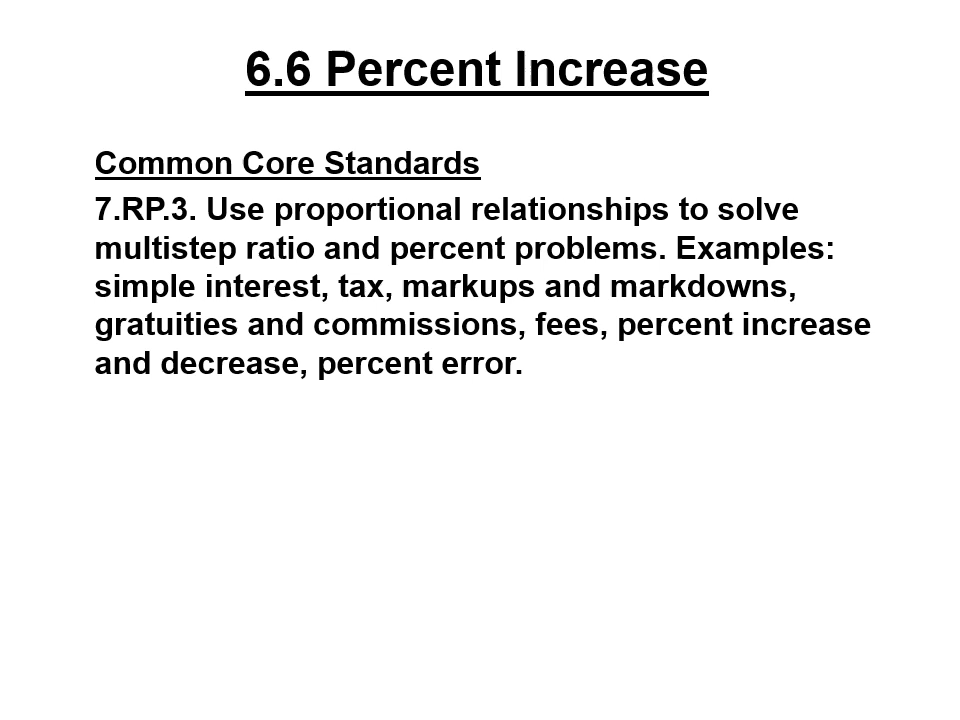 6.6 Percent Increase
Common Core Standards
7.RP.3. Use proportional relationships to solve
multistep ratio and percent problems. Examples:
simple interest, tax, markups and markdowns,
gratuities and commissions, fees, percent increase
and decrease, percent error.